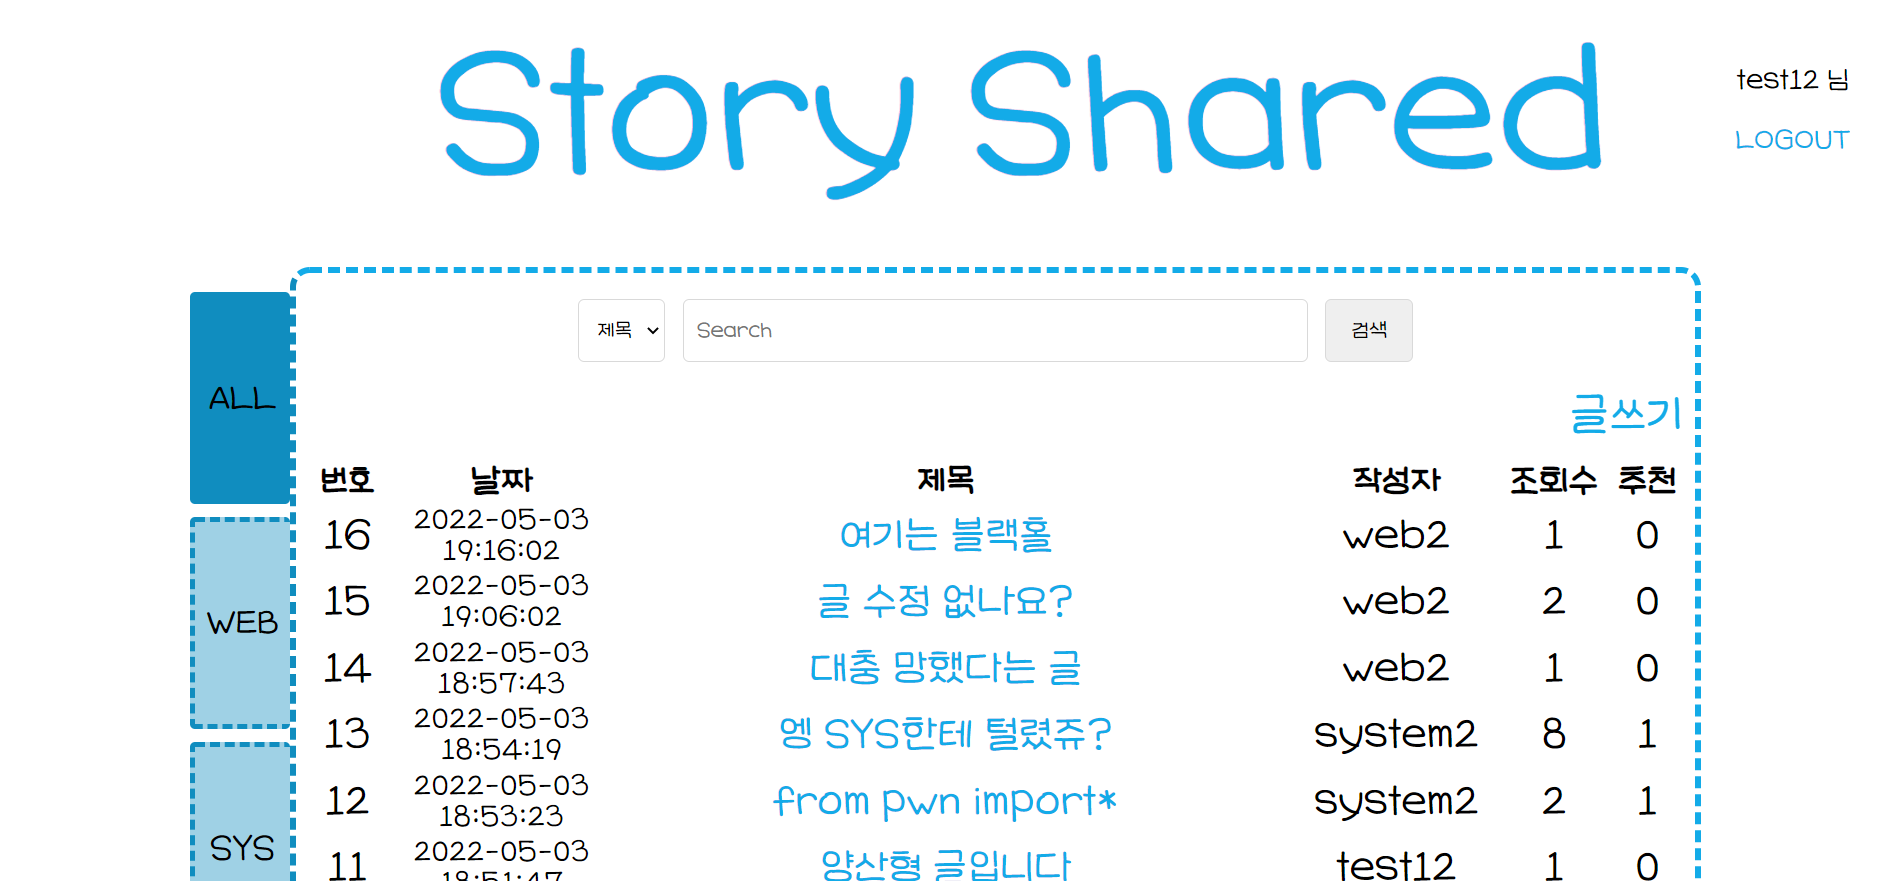 Story Shared
test12 님
LOGOUT
제목 Search 검색
ALL
WEB
SYS
글쓰기
번호 날짜 제목 작성자 조회수 추천
16 2022-05-03 19:16:02 여기는 블랙홀 web2 1 0
15 2022-05-03 19:06:02 글 수정 없나요? web2 2 0
14 2022-05-03 18:57:43 대충 망했다는 글 web2 1 0
13 2022-05-03 18:54:19 엥 SYS한테 털렸쥬? system2 8 1
12 2022-05-03 18:53:23 from pwn import* system2 2 1
11 2022-05-03 18:51:47 양산형 글입니다 test12 1 0